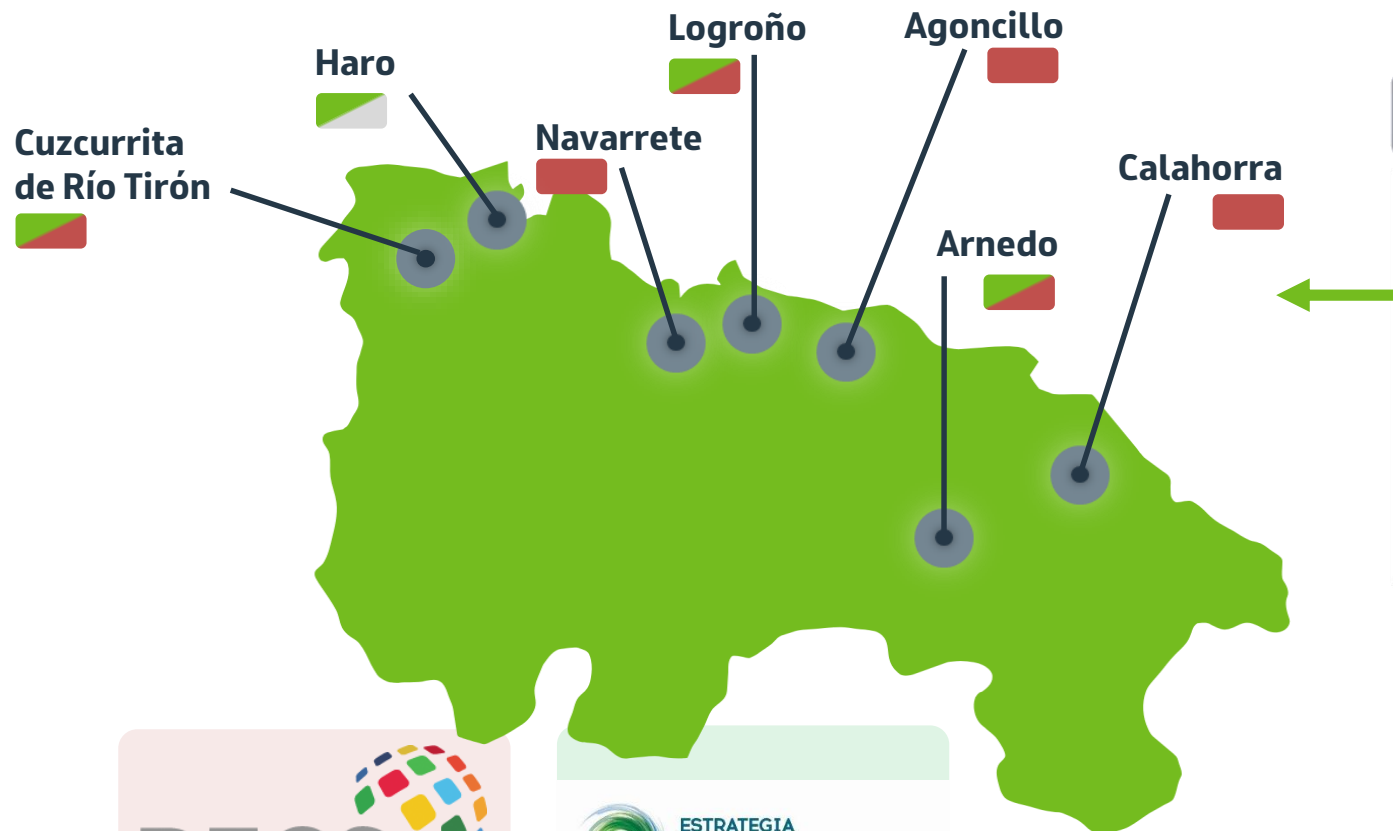 Logroño
Agoncillo
Haro
Cuzcurrita
de Río Tirón
Navarrete
Calahorra
Arnedo
ESTRATEGIA